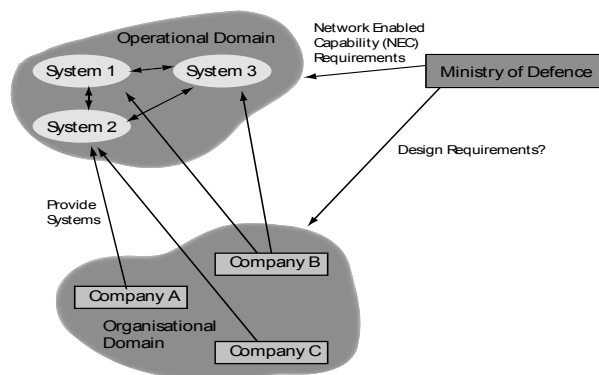 Operational Domain
System 1
System 3
System 2
Network Enabled
Capability (NEC)
Requirements
Ministry of Defence
Design Requirements?
Provide
Systems
Company B
Company A
Organisational
Domain
Company C